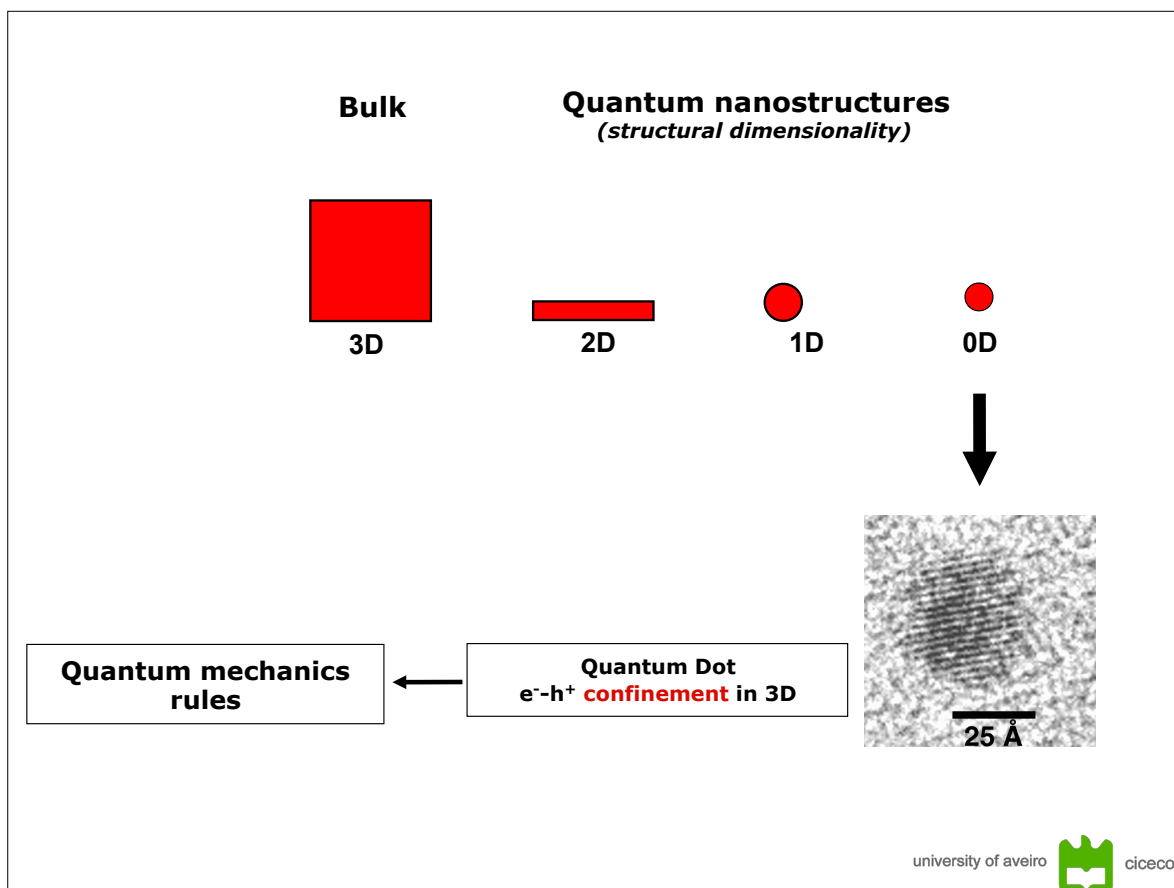 Bulk
Quantum nanostructures
(structural dimensionality)
3D
2D
1D
0D
25 Å
Quantum Dot
e⁻-h⁺ confinement in 3D
Quantum mechanics
rules
university of aveiro
ciceco